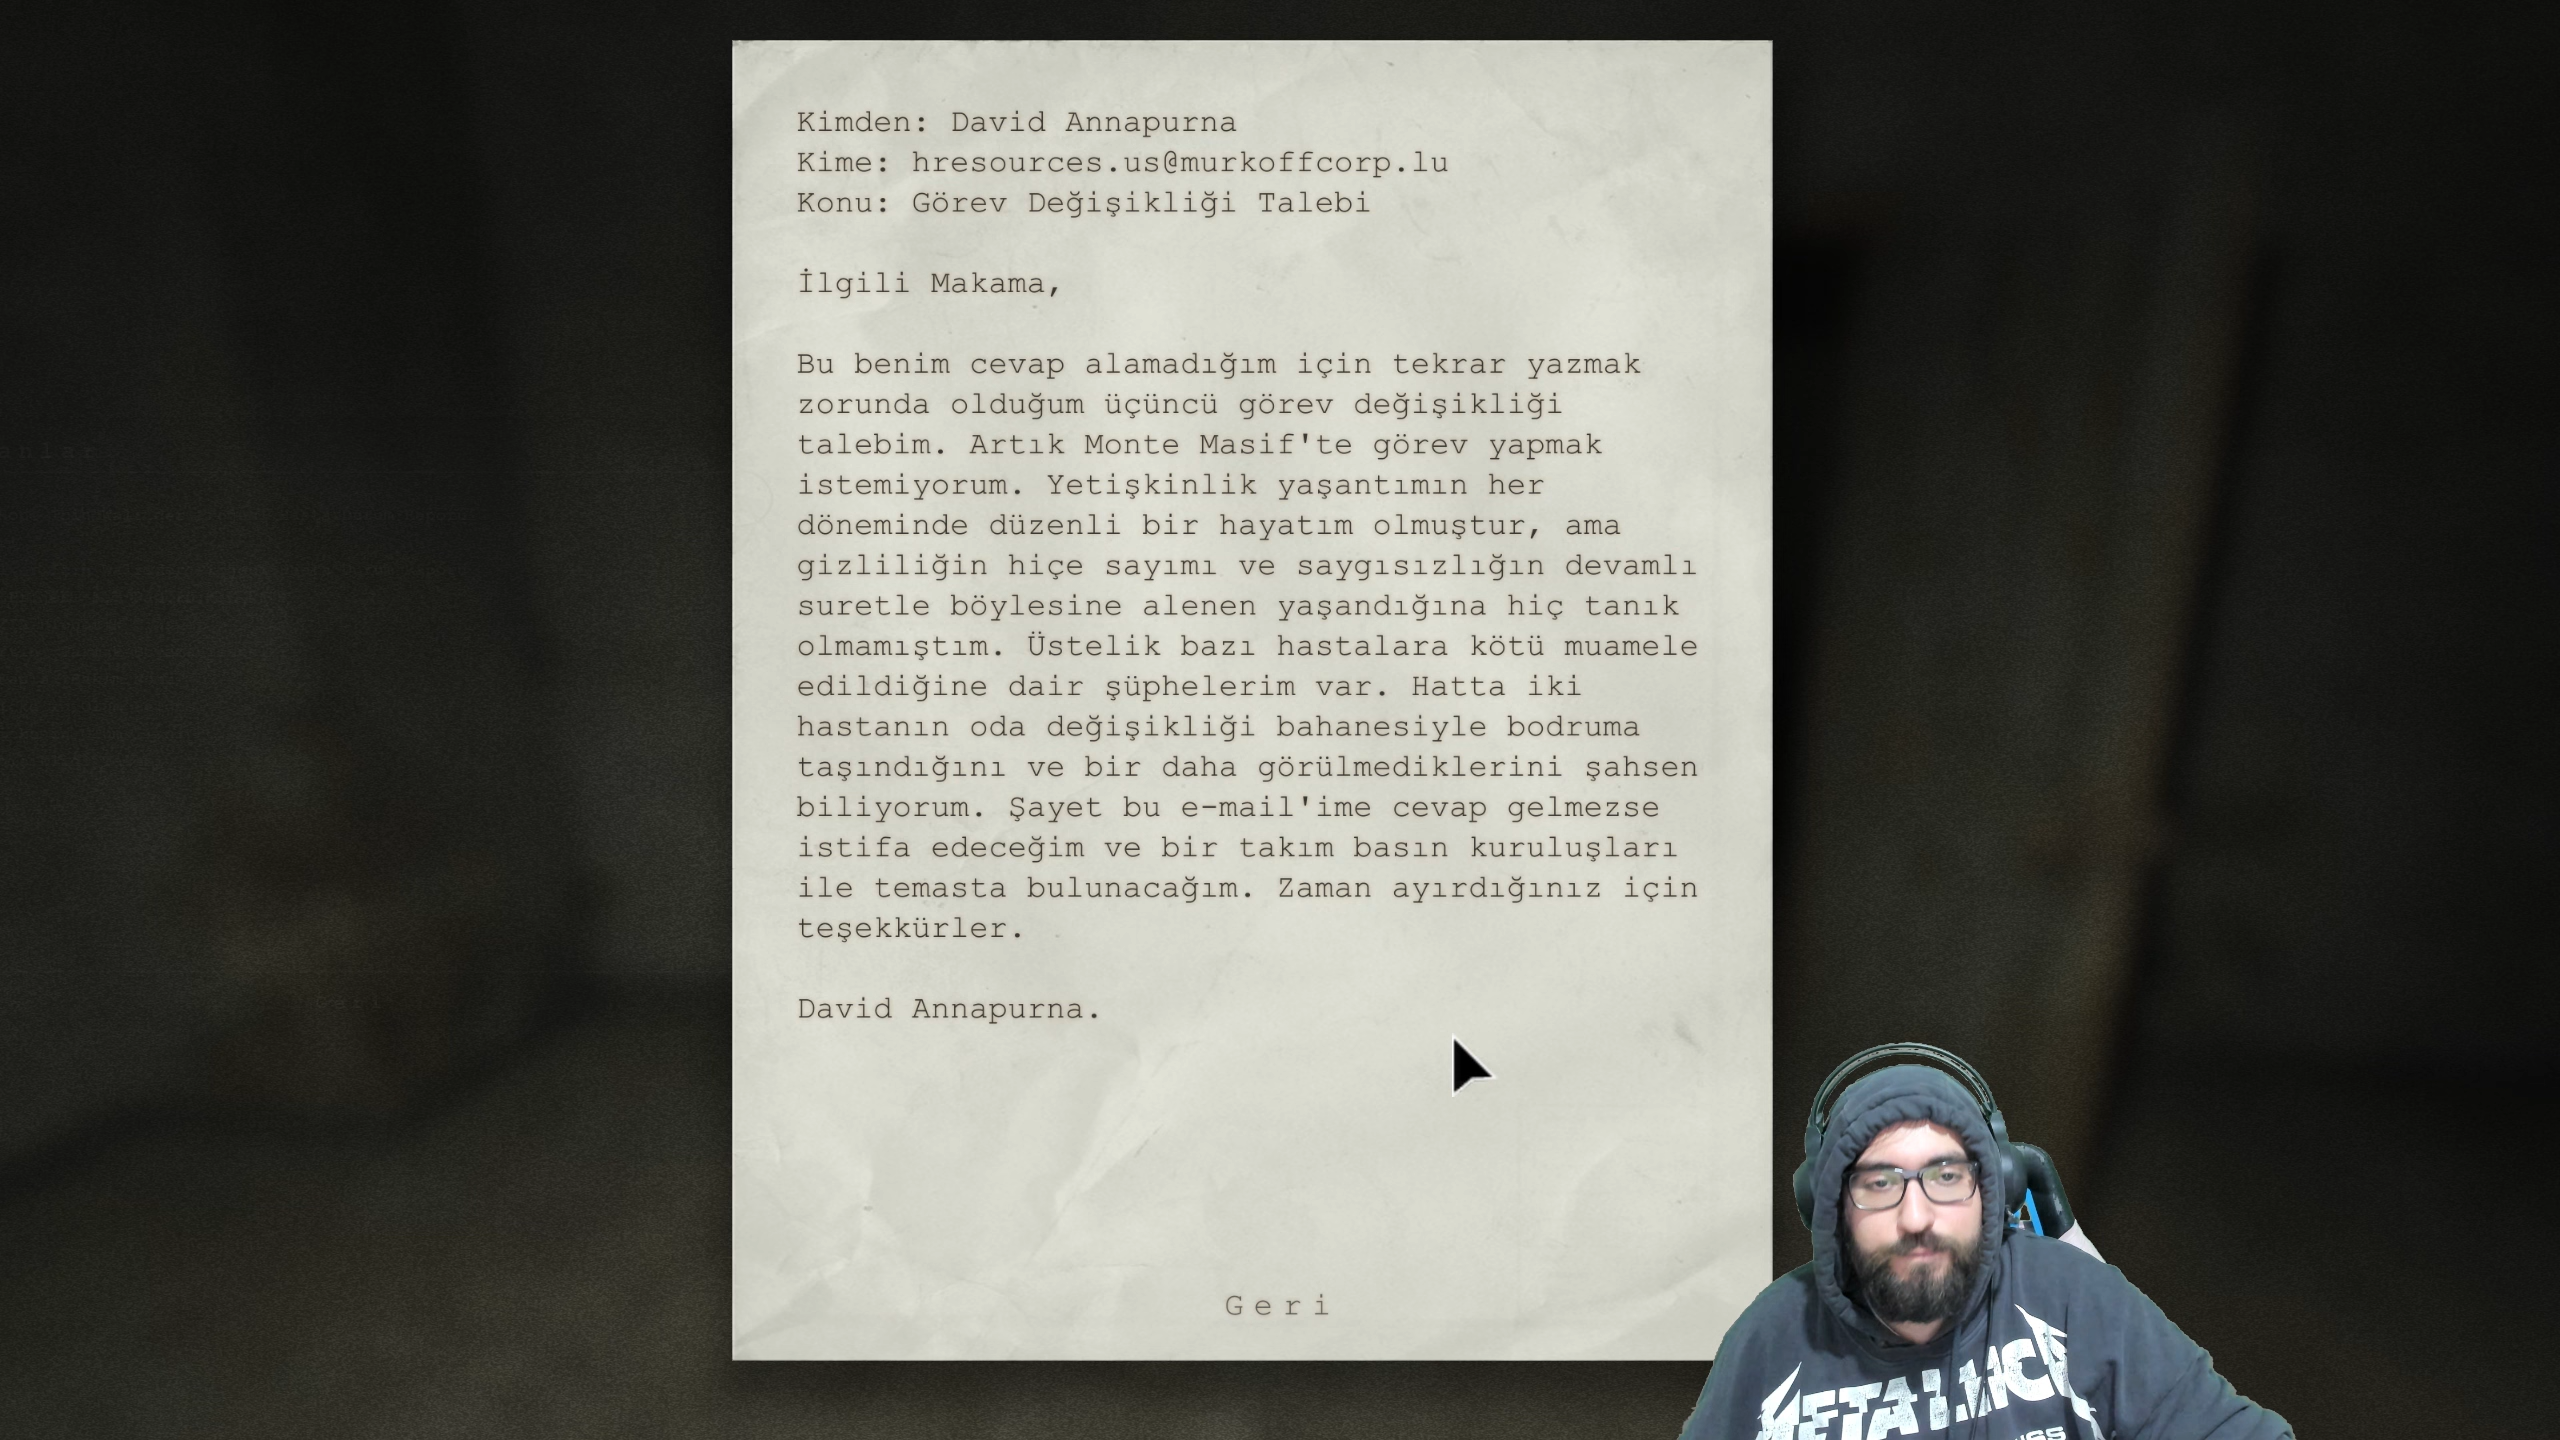 Kimden: David Annapurna
Kime: hresources.us@murkoffcorp.lu
Konu: Görev Değişikliği Talebi
İlgili Makama,
Bu benim cevap alamadığım için tekrar yazmak
zorunda olduğum üçüncü görev değişikliği
talebim. Artık Monte Masif'te görev yapmak
istemiyorum. Yetişkinlik yaşantımın her
döneminde düzenli bir hayatım olmuştur, ama
gizliliğin hiçe sayımı ve saygısızlığın devamlı
suretle böylesine alenen yaşandığına hiç tanık
olmamıştım. Üstelik bazı hastalara kötü muamele
edildiğine dair şüphelerim var. Hatta iki
hastanın oda değişikliği bahanesiyle bodruma
taşındığını ve bir daha görülmediklerini şahsen
biliyorum. Şayet bu e-mail'ime cevap gelmezse
istifa edeceğim ve bir takım basın kuruluşları
ile temasta bulunacağım. Zaman ayırdığınız için
teşekkürler.
David Annapurna.
Geri
METALLICA